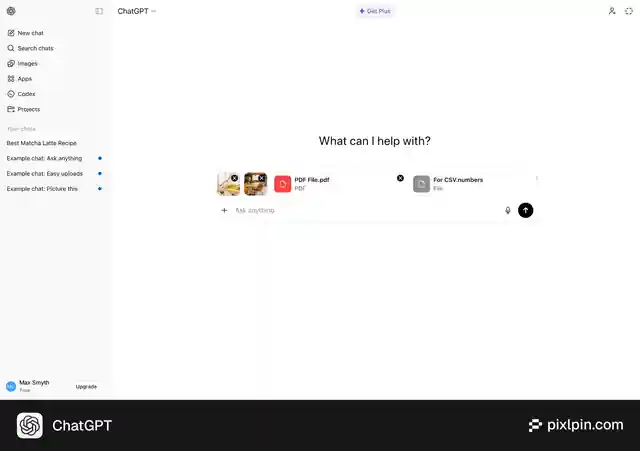 ChatGPT
Get Plus
New chat
Search chats
Images
Apps
Codex
Projects
Your chats
Best Matcha Latte Recipe
Example chat: Ask anything
Example chat: Easy uploads
Example chat: Picture this
What can I help with?
PDF File.pdf
PDF
For CSV.numbers
File
Ask anything
Max Smyth
Free
Upgrade
ChatGPT
pixlpin.com